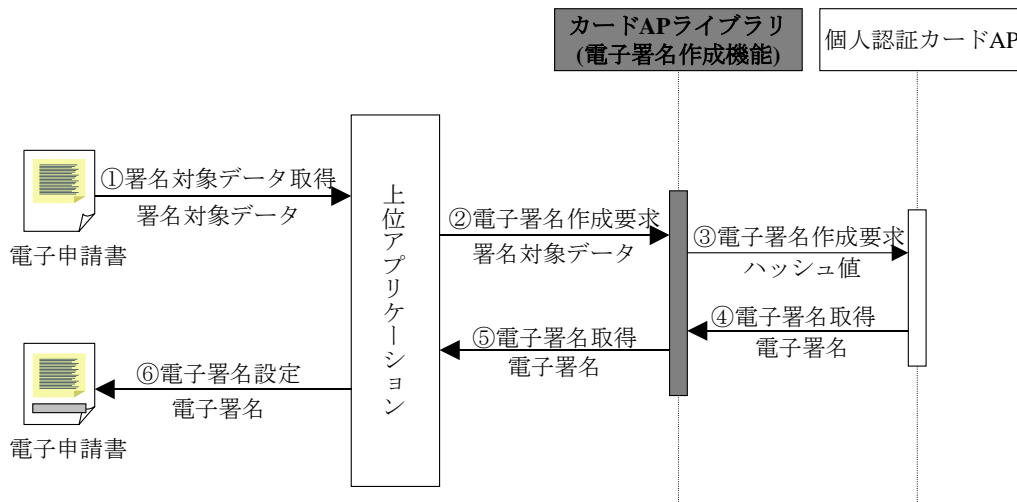 カードAPライブラリ
(電子署名作成機能)
個人認証カードAP
①署名対象データ取得
署名対象データ
電子申請書
上位アプリケーション
②電子署名作成要求
署名対象データ
③電子署名作成要求
ハッシュ値
④電子署名取得
電子署名
⑤電子署名取得
電子署名
⑥電子署名設定
電子署名
電子申請書